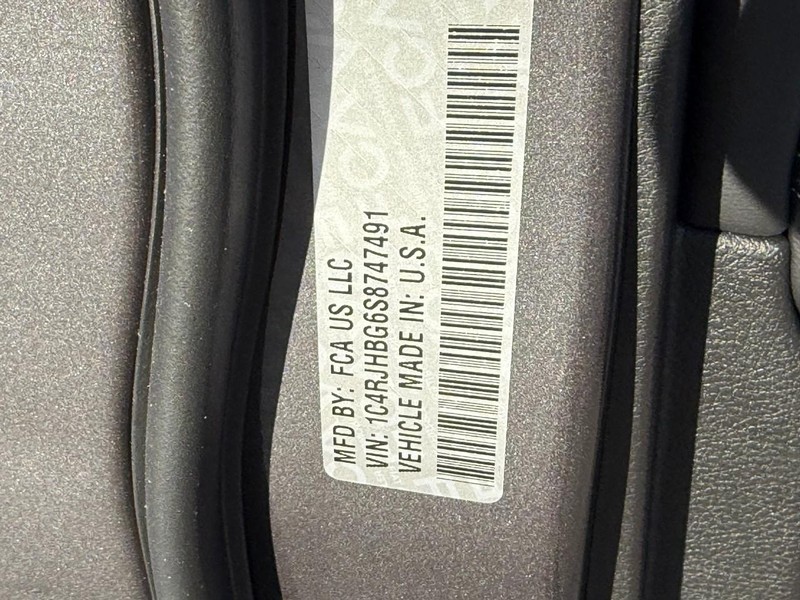 MFD BY: FCA US LLC
VIN: 1C4RJHBG6S8747491
VEHICLE MADE IN: U.S.A.